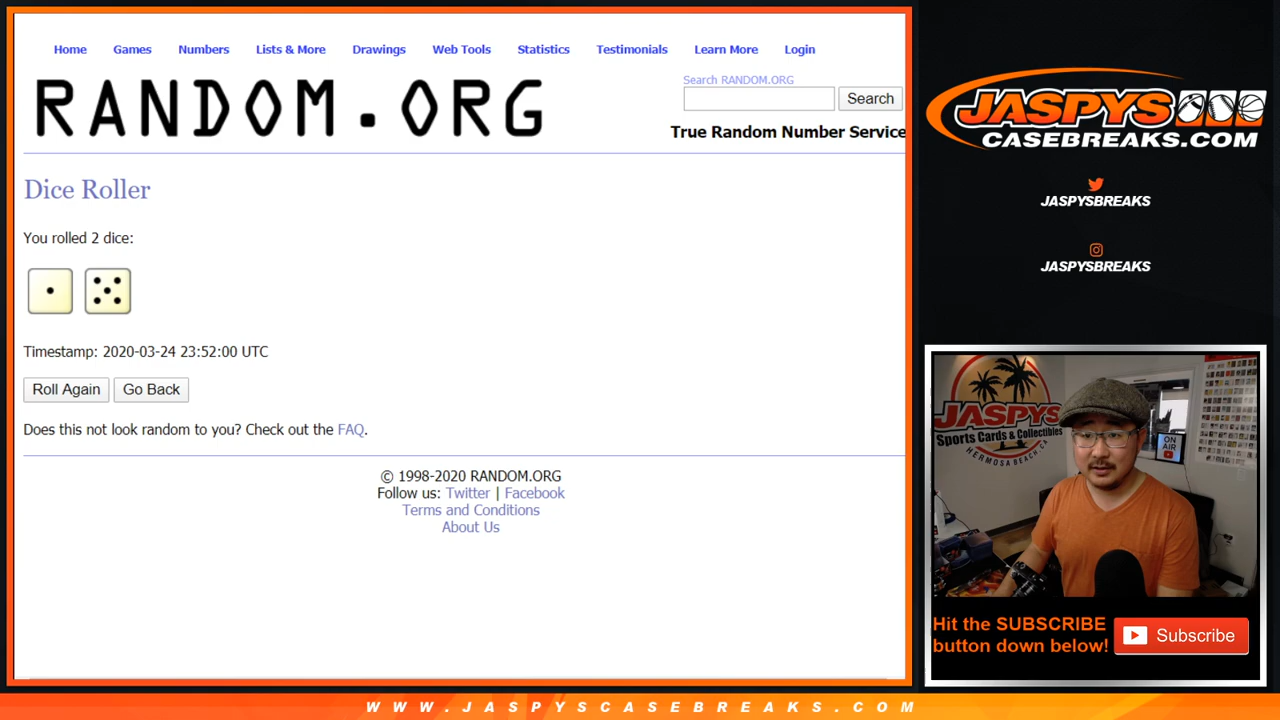 Home Games Numbers Lists & More Drawings Web Tools Statistics Testimonials Learn More Login
RANDOM.ORG
Search RANDOM.ORG
Search
True Random Number Service
Dice Roller
You rolled 2 dice:
Timestamp: 2020-03-24 23:52:00 UTC
Roll Again Go Back
Does this not look random to you? Check out the FAQ.
© 1998-2020 RANDOM.ORG
Follow us: Twitter | Facebook
Terms and Conditions
About Us
JASPYS
CASEBREAKS.COM
JASPYSBREAKS
JASPYSBREAKS
JASPYS
Sports Cards & Collectibles
HERMOSA BEACH, CA
ON
AIR
Hit the SUBSCRIBE
button down below!
Subscribe
WWW.JASPYSCASEBREAKS.COM